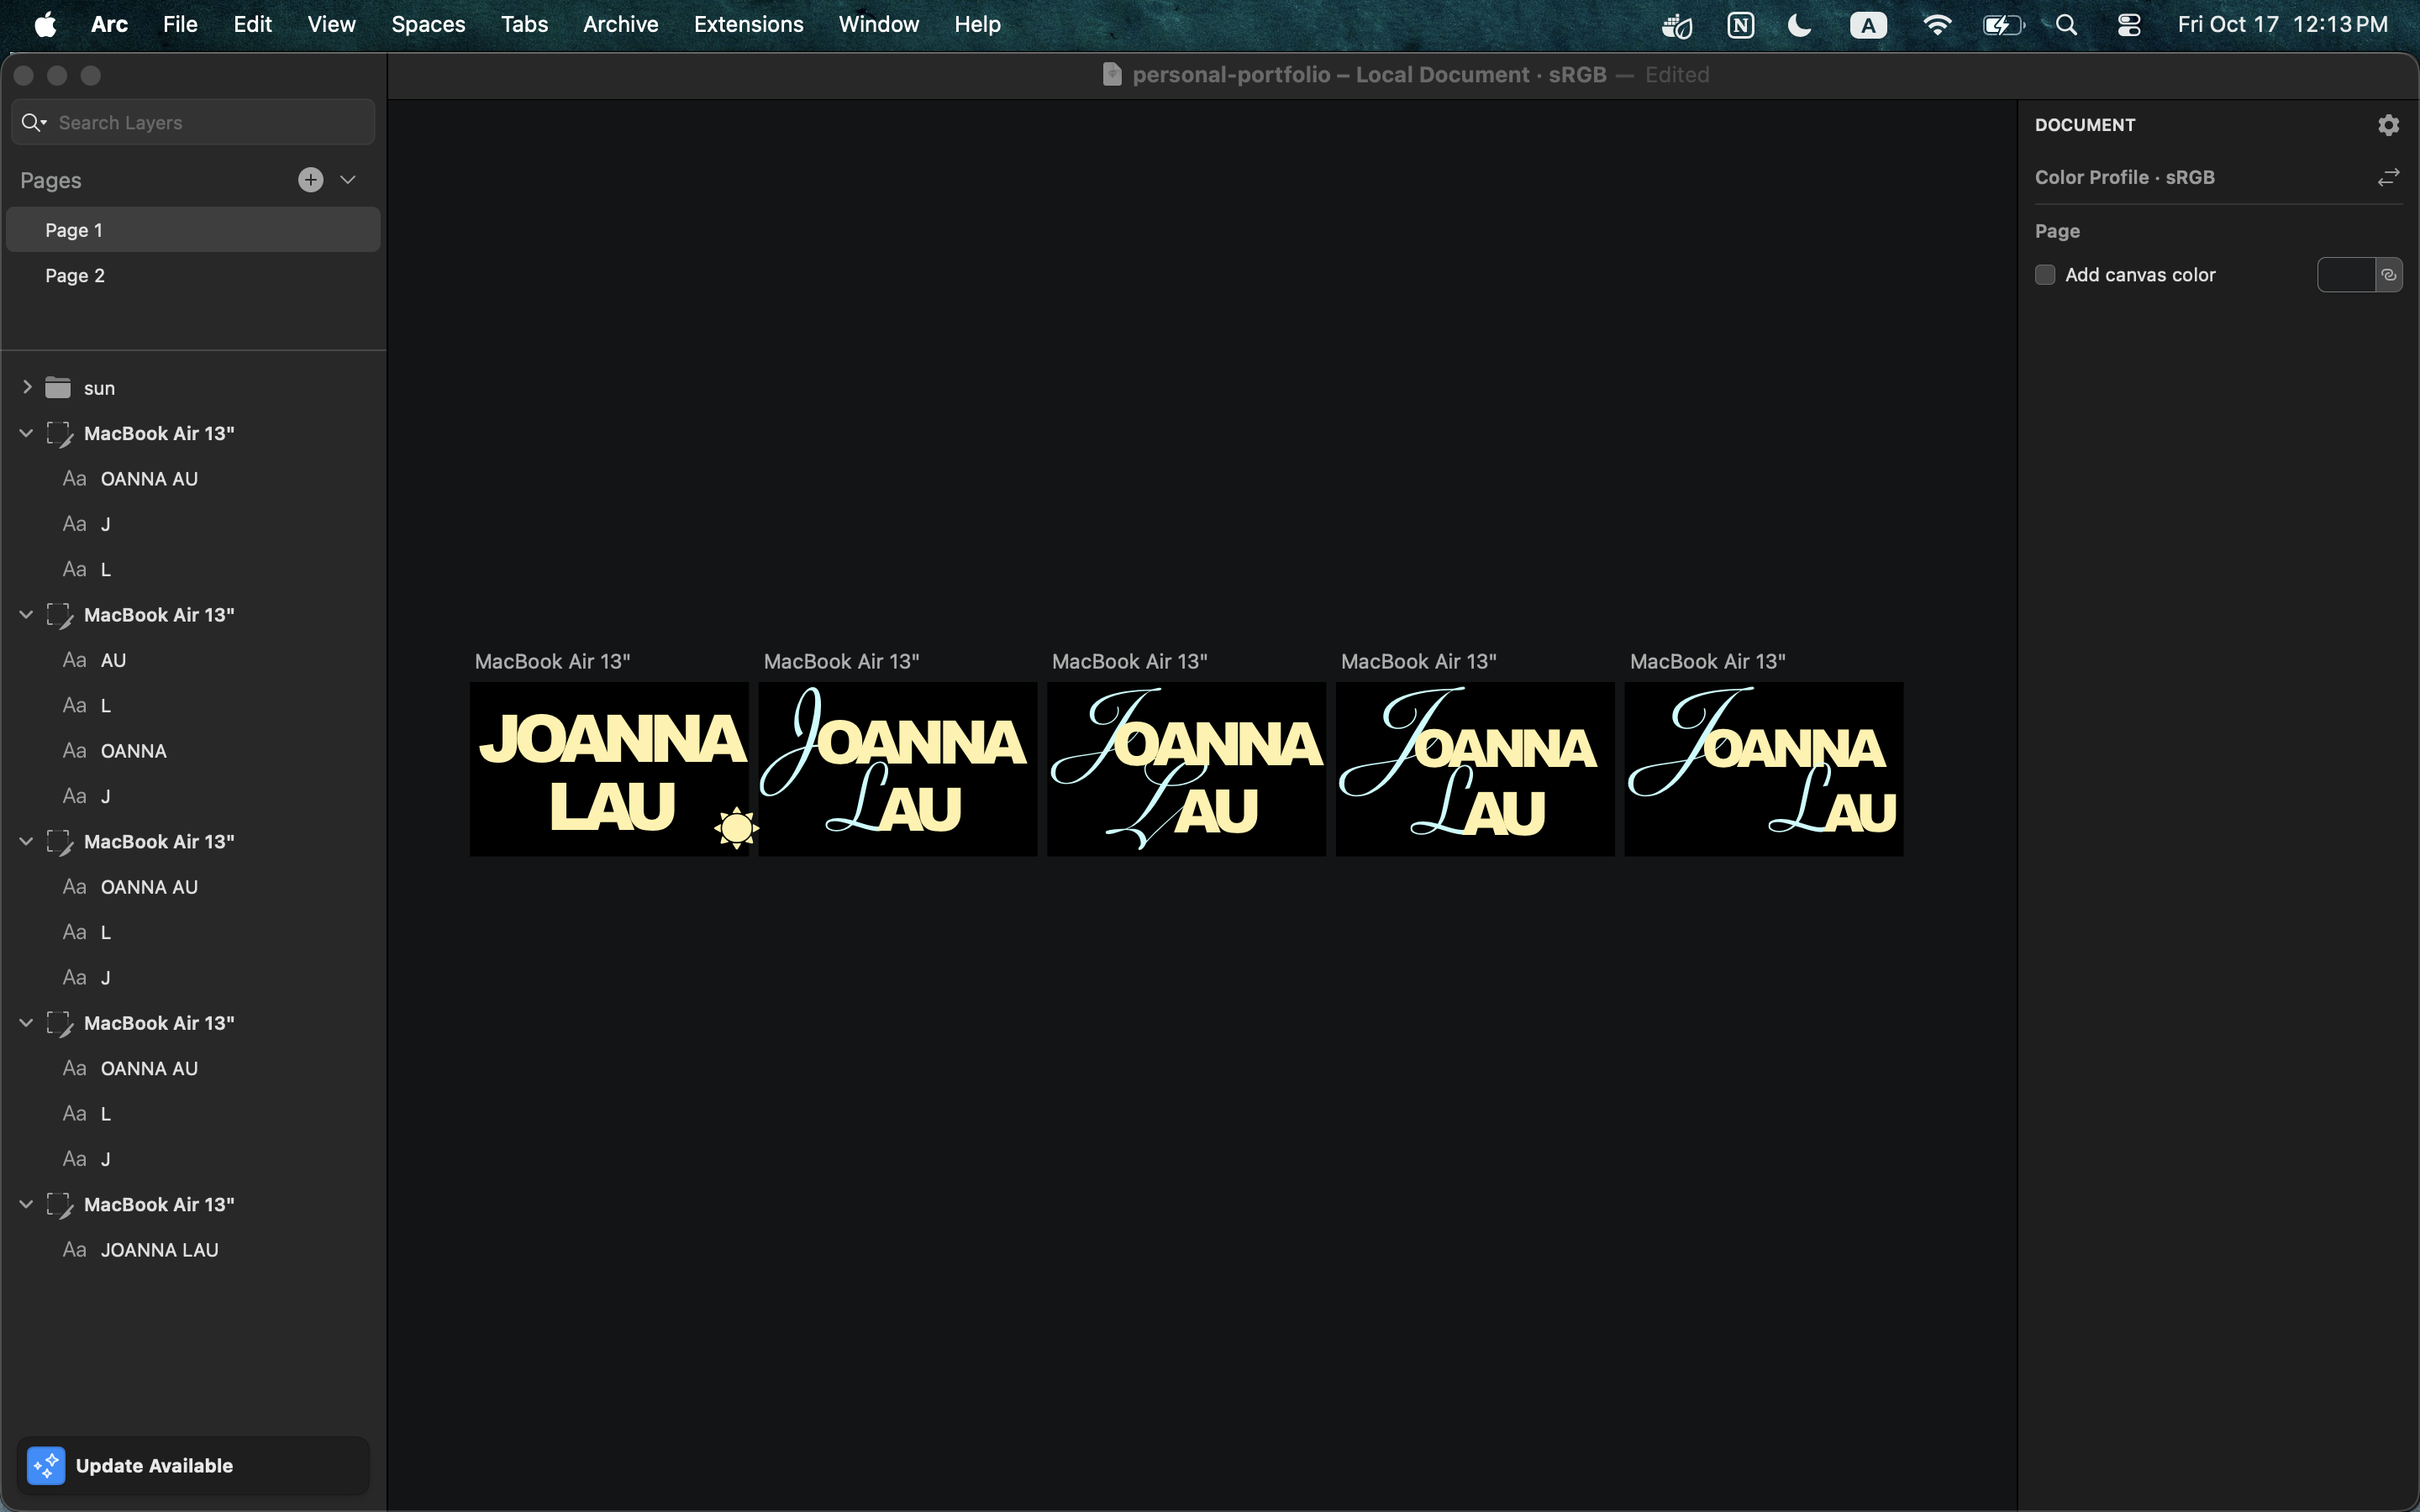 Arc File Edit View Spaces Tabs Archive Extensions Window Help N A Fri Oct 17 12:13 PM
personal-portfolio – Local Document · sRGB — Edited
Search Layers
Pages
Page 1
Page 2
sun
MacBook Air 13"
Aa OANNA AU
Aa J
Aa L
MacBook Air 13"
Aa AU
Aa L
Aa OANNA
Aa J
MacBook Air 13"
Aa OANNA AU
Aa L
Aa J
MacBook Air 13"
Aa OANNA AU
Aa L
Aa J
MacBook Air 13"
Aa JOANNA LAU
Update Available
MacBook Air 13"
JOANNA
LAU
MacBook Air 13"
JOANNA
LAU
MacBook Air 13"
JOANNA
LAU
MacBook Air 13"
JOANNA
LAU
MacBook Air 13"
JOANNA
LAU
DOCUMENT
Color Profile · sRGB
Page
Add canvas color